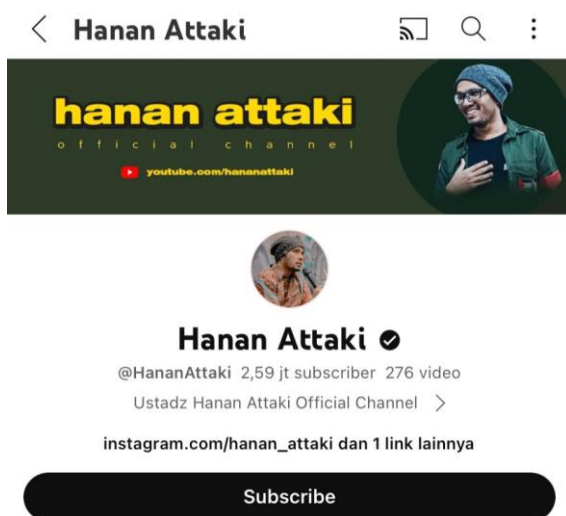 Hanan Attaki
hanan attaki
official channel
youtube.com/hananattaki
Hanan Attaki
@HananAttaki 2,59 jt subscriber 276 video
Ustadz Hanan Attaki Official Channel
instagram.com/hanan_attaki dan 1 link lainnya
Subscribe